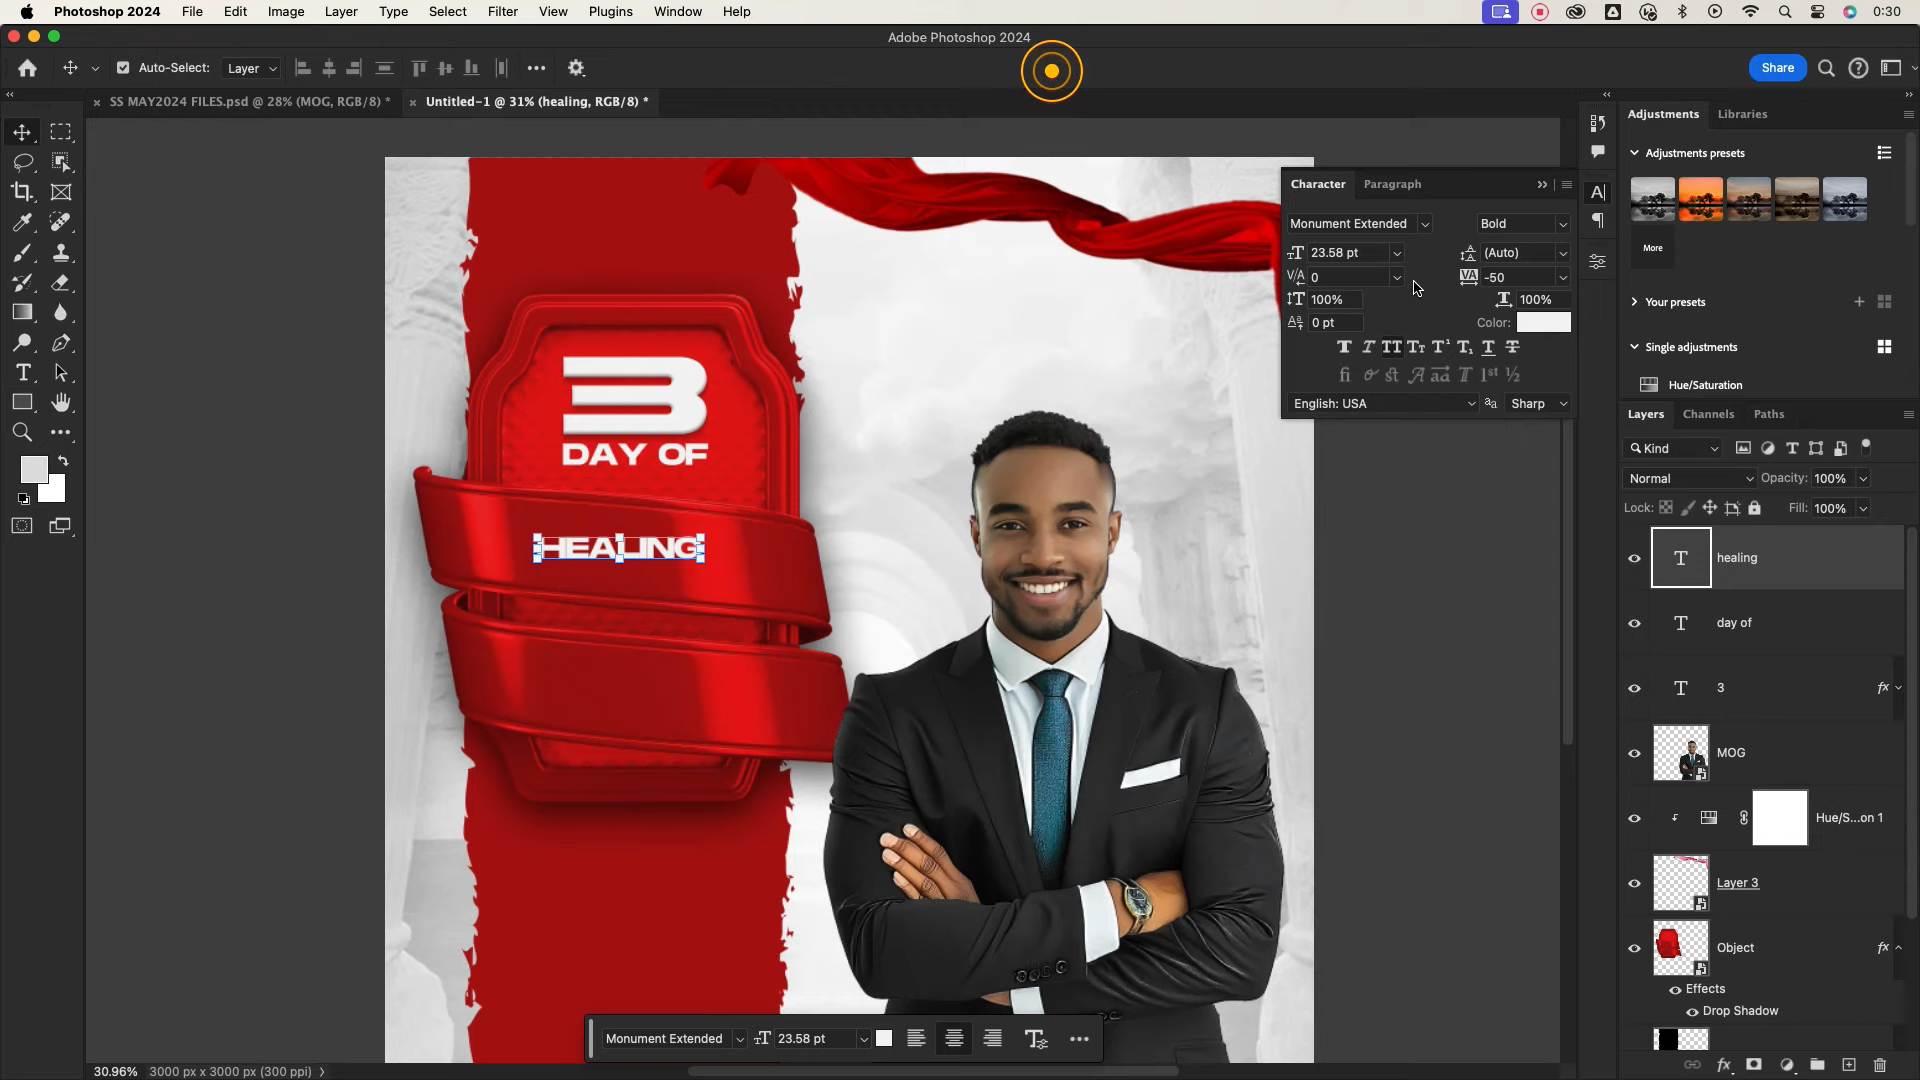 Photoshop 2024 File Edit Image Layer Type Select Filter View Plugins Window Help 0:30
Adobe Photoshop 2024
Auto-Select: Layer Share
SS MAY2024 FILES.psd @ 28% (MOG, RGB/8) * Untitled-1 @ 31% (healing, RGB/8) *
Adjustments Libraries
Adjustments presets
More
Your presets
Single adjustments
Hue/Saturation
Character Paragraph
Monument Extended Bold
23.58 pt (Auto)
0 -50
100% 100%
0 pt Color:
English: USA Sharp
3
DAY OF
HEALING
Layers Channels Paths
Kind
Normal Opacity: 100%
Lock: Fill: 100%
healing
day of
3 fx
MOG
Hue/S...on 1
Layer 3
Object fx
Effects
Drop Shadow
Monument Extended 23.58 pt
30.96% 3000 px x 3000 px (300 ppi)